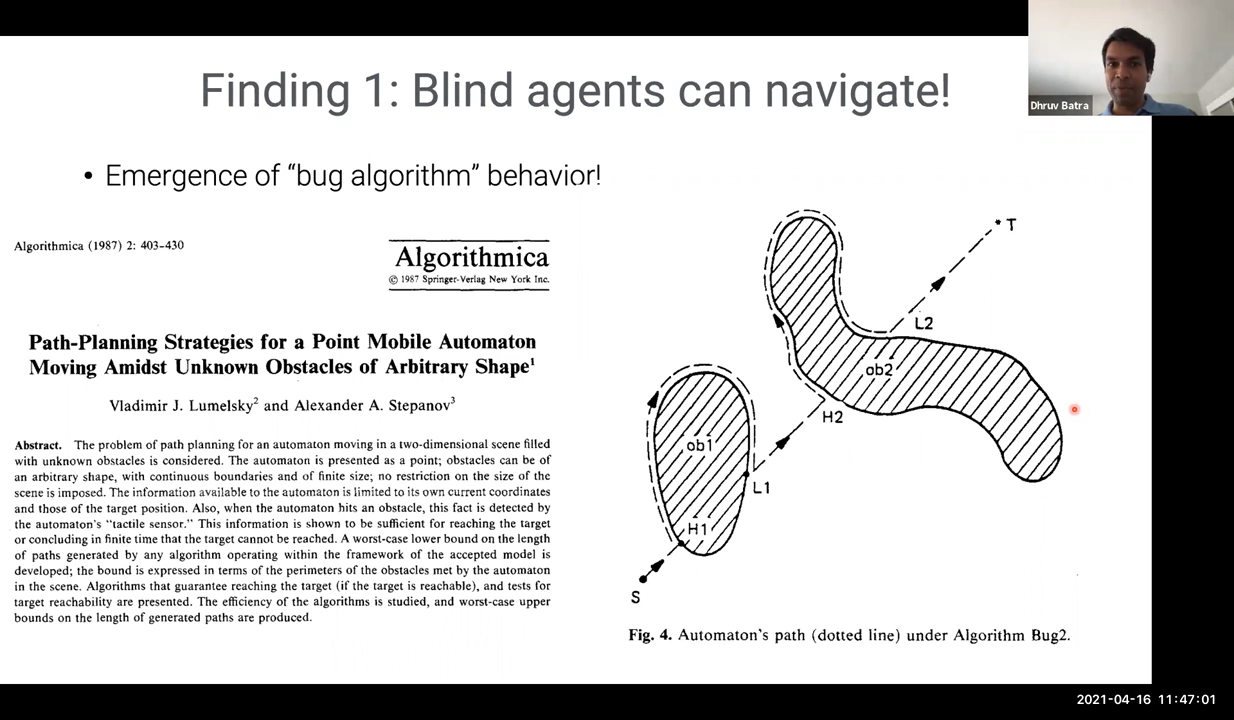 Finding 1: Blind agents can navigate!
Dhruv Batra
• Emergence of “bug algorithm” behavior!
Algorithmica (1987) 2: 403-430
Algorithmica
© 1987 Springer-Verlag New York Inc.
Path-Planning Strategies for a Point Mobile Automaton
Moving Amidst Unknown Obstacles of Arbitrary Shape¹
Vladimir J. Lumelsky² and Alexander A. Stepanov³
Abstract. The problem of path planning for an automaton moving in a two-dimensional scene filled
with unknown obstacles is considered. The automaton is presented as a point; obstacles can be of
an arbitrary shape, with continuous boundaries and of finite size; no restriction on the size of the
scene is imposed. The information available to the automaton is limited to its own current coordinates
and those of the target position. Also, when the automaton hits an obstacle, this fact is detected by
the automaton's “tactile sensor.” This information is shown to be sufficient for reaching the target
or concluding in finite time that the target cannot be reached. A worst-case lower bound on the length
of paths generated by any algorithm operating within the framework of the accepted model is
developed; the bound is expressed in terms of the perimeters of the obstacles met by the automaton
in the scene. Algorithms that guarantee reaching the target (if the target is reachable), and tests for
target reachability are presented. The efficiency of the algorithms is studied, and worst-case upper
bounds on the length of generated paths are produced.
T
L2
ob2
H2
ob1
L1
H1
S
Fig. 4. Automaton's path (dotted line) under Algorithm Bug2.
2021-04-16 11:47:01